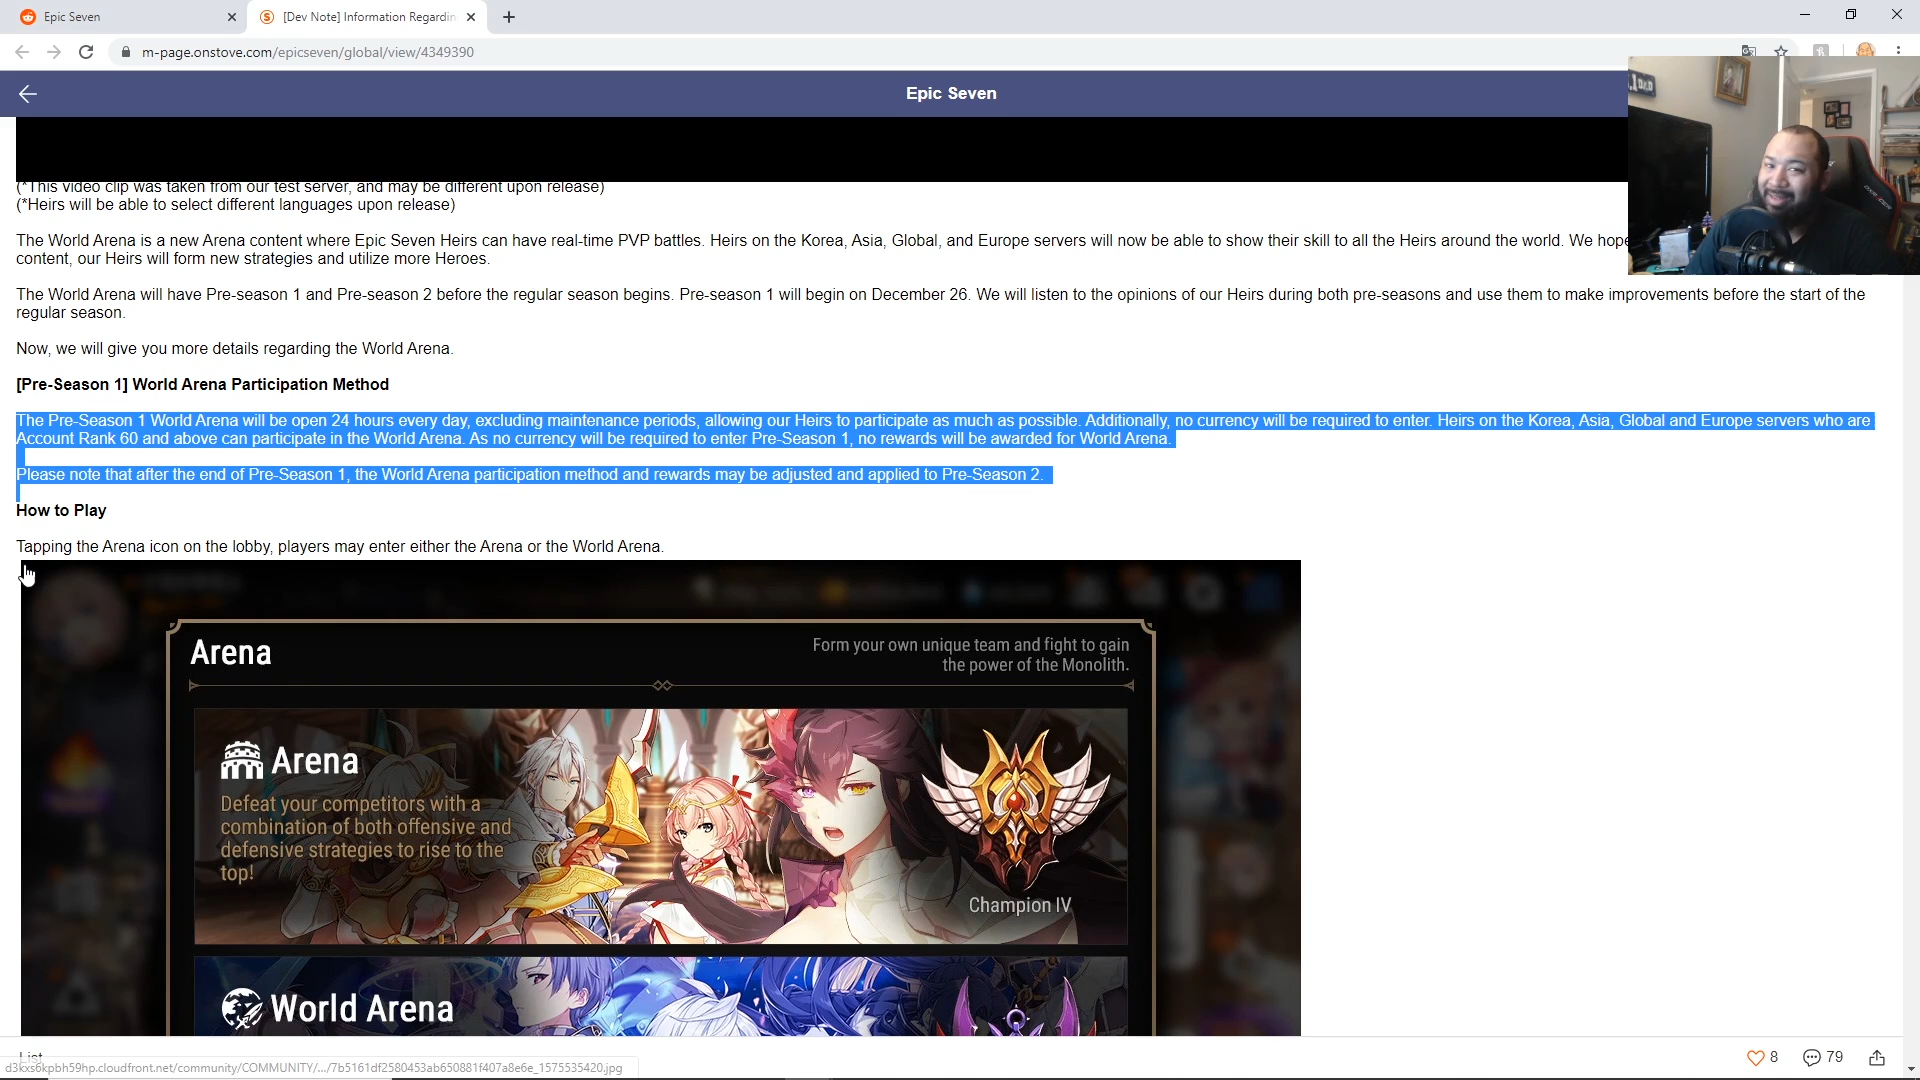 Epic Seven
[Dev Note] Information Regardin
m-page.onstove.com/epicseven/global/view/4349390
Epic Seven
(*This video clip was taken from our test server, and may be different upon release)
(*Heirs will be able to select different languages upon release)
The World Arena is a new Arena content where Epic Seven Heirs can have real-time PVP battles. Heirs on the Korea, Asia, Global, and Europe servers will now be able to show their skill to all the Heirs around the world. We hope
content, our Heirs will form new strategies and utilize more Heroes.
The World Arena will have Pre-season 1 and Pre-season 2 before the regular season begins. Pre-season 1 will begin on December 26. We will listen to the opinions of our Heirs during both pre-seasons and use them to make improvements before the start of the
regular season.
Now, we will give you more details regarding the World Arena.
[Pre-Season 1] World Arena Participation Method
The Pre-Season 1 World Arena will be open 24 hours every day, excluding maintenance periods, allowing our Heirs to participate as much as possible. Additionally, no currency will be required to enter. Heirs on the Korea, Asia, Global and Europe servers who are
Account Rank 60 and above can participate in the World Arena. As no currency will be required to enter Pre-Season 1, no rewards will be awarded for World Arena.
Please note that after the end of Pre-Season 1, the World Arena participation method and rewards may be adjusted and applied to Pre-Season 2.
How to Play
Tapping the Arena icon on the lobby, players may enter either the Arena or the World Arena.
Arena
Form your own unique team and fight to gain
the power of the Monolith.
Arena
Defeat your competitors with a
combination of both offensive and
defensive strategies to rise to the
top!
Champion IV
World Arena
List
8
79
d3kxs6kpbh59hp.cloudfront.net/community/COMMUNITY/.../7b5161df2580453ab650881f407a8e6e_1575535420.jpg